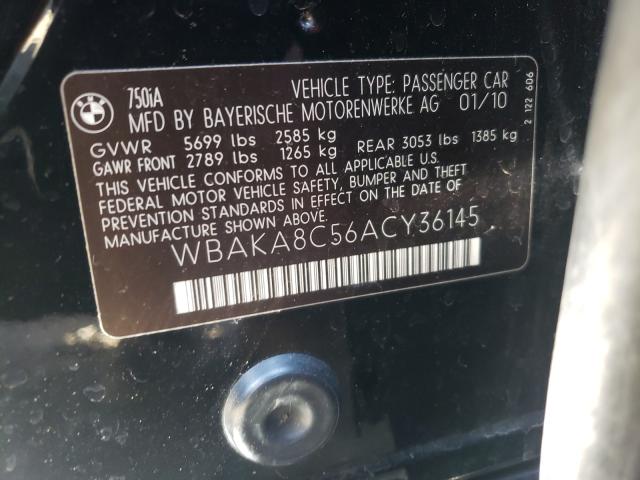 BMW
750iA
VEHICLE TYPE: PASSENGER CAR
MFD BY BAYERISCHE MOTORENWERKE AG 01/10
GVWR 5699 lbs 2585 kg
GAWR FRONT 2789 lbs 1265 kg REAR 3053 lbs 1385 kg
THIS VEHICLE CONFORMS TO ALL APPLICABLE U.S.
FEDERAL MOTOR VEHICLE SAFETY, BUMPER AND THEFT
PREVENTION STANDARDS IN EFFECT ON THE DATE OF
MANUFACTURE SHOWN ABOVE.
WBAKA8C56ACY36145
2 122 606